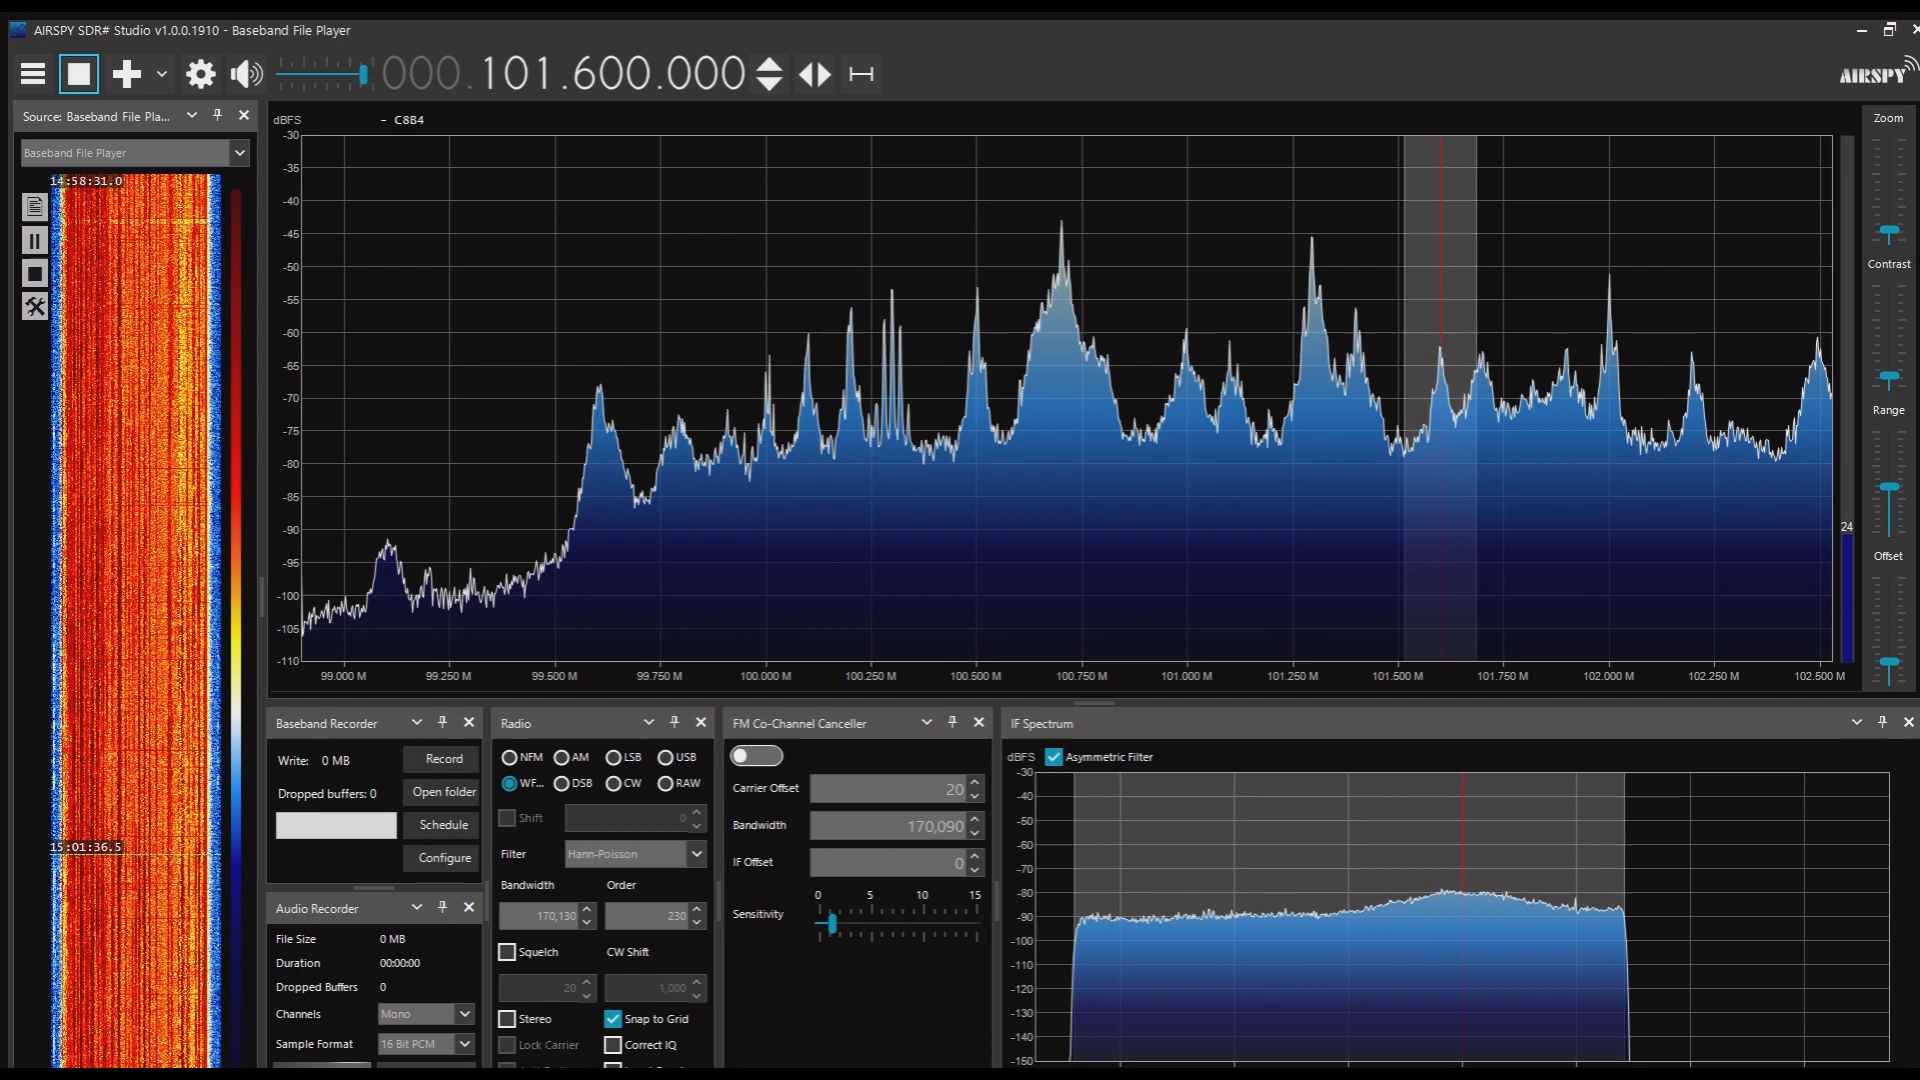 AIRSPY SDR# Studio v1.0.0.1910 - Baseband File Player
000.101.600.000
AIRSPY
Source: Baseband File Pla...
Baseband File Player
14:58:31.0
15:01:36.5
dBFS
- C8B4
-30
-35
-40
-45
-50
-55
-60
-65
-70
-75
-80
-85
-90
-95
-100
-105
-110
99.000 M 99.250 M 99.500 M 99.750 M 100.000 M 100.250 M 100.500 M 100.750 M 101.000 M 101.250 M 101.500 M 101.750 M 102.000 M 102.250 M 102.500 M
24
Zoom
Contrast
Range
Offset
Baseband Recorder
Write: 0 MB
Record
Dropped buffers: 0
Open folder
Schedule
Configure
Audio Recorder
File Size 0 MB
Duration 00:00:00
Dropped Buffers 0
Channels Mono
Sample Format 16 Bit PCM
Radio
NFM AM LSB USB
WF... DSB CW RAW
Shift 0
Filter Hann-Poisson
Bandwidth Order
170,130 230
Squelch CW Shift
20 1,000
Stereo Snap to Grid
Lock Carrier Correct IQ
FM Co-Channel Canceller
Carrier Offset 20
Bandwidth 170,090
IF Offset 0
0 5 10 15
Sensitivity
IF Spectrum
dBFS Asymmetric Filter
-30
-40
-50
-60
-70
-80
-90
-100
-110
-120
-130
-140
-150